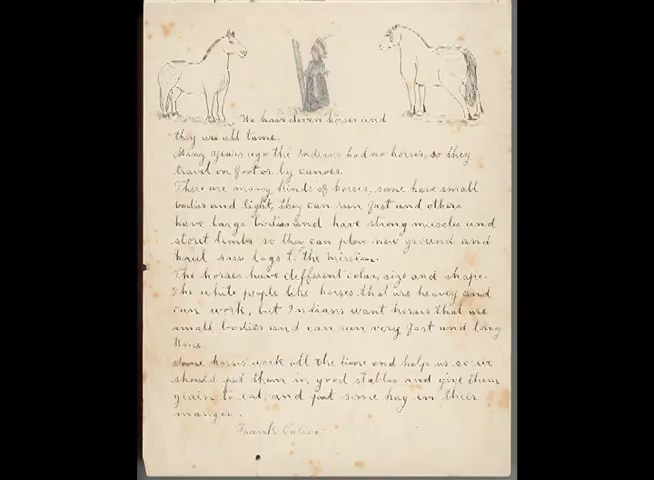 We have seven horses and
they are all tame.
Many years ago the Indians had no horses, so they
travel on foot or by canoes.
There are many kinds of horses, some have small
bodies and light, they can run fast and others
have large bodies and have strong muscles and
stout limbs so they can plow new ground and
haul saw logs to the mission.
The horses have defferent color, size and shape.
The white people like horses that are heavy and
can work, but Indians want horses that are
small bodies and can run very fast and long
time.
Some horses work all the time and help us so we
should put them in good stables and give them
grain to eat, and put some hay in their
manger.
Frank